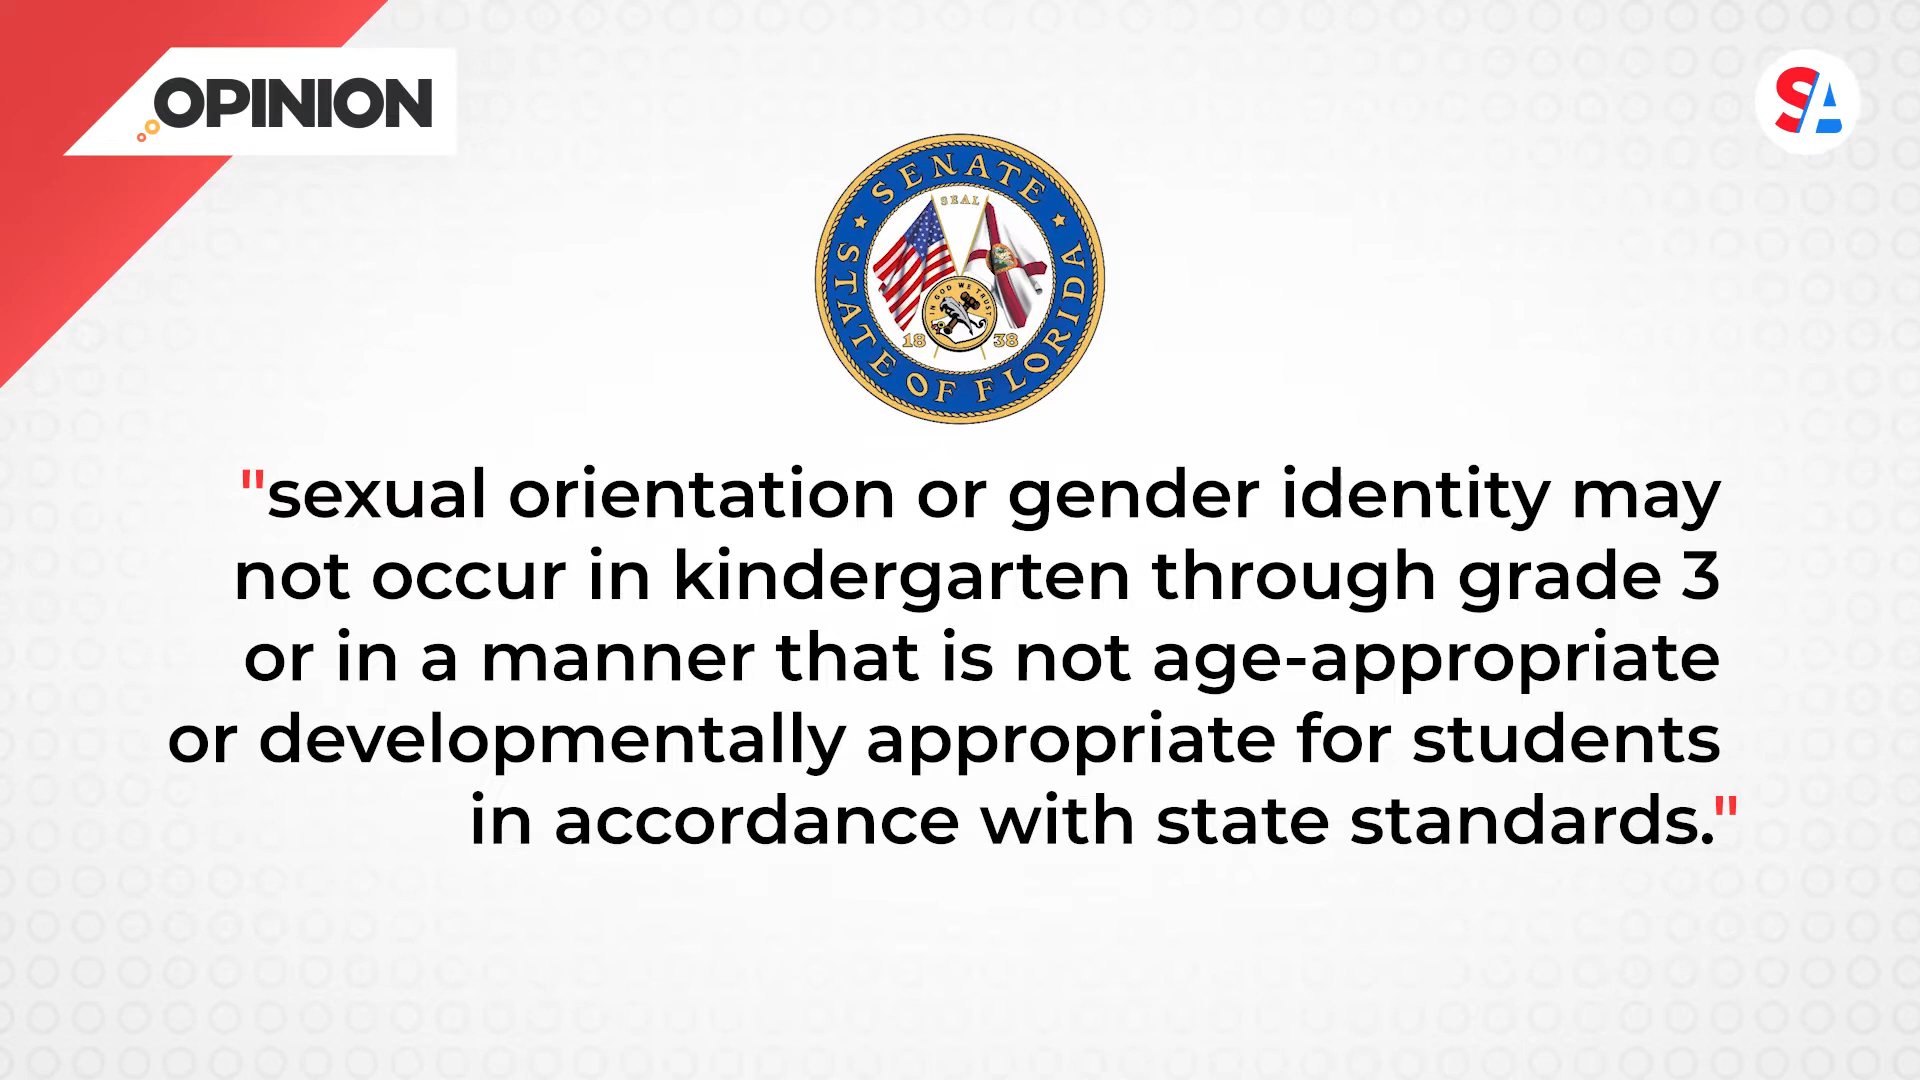 OPINION
SA
SENATE
SEAL
IN GOD WE TRUST
18 38
STATE OF FLORIDA
"sexual orientation or gender identity may
not occur in kindergarten through grade 3
or in a manner that is not age-appropriate
or developmentally appropriate for students
in accordance with state standards."